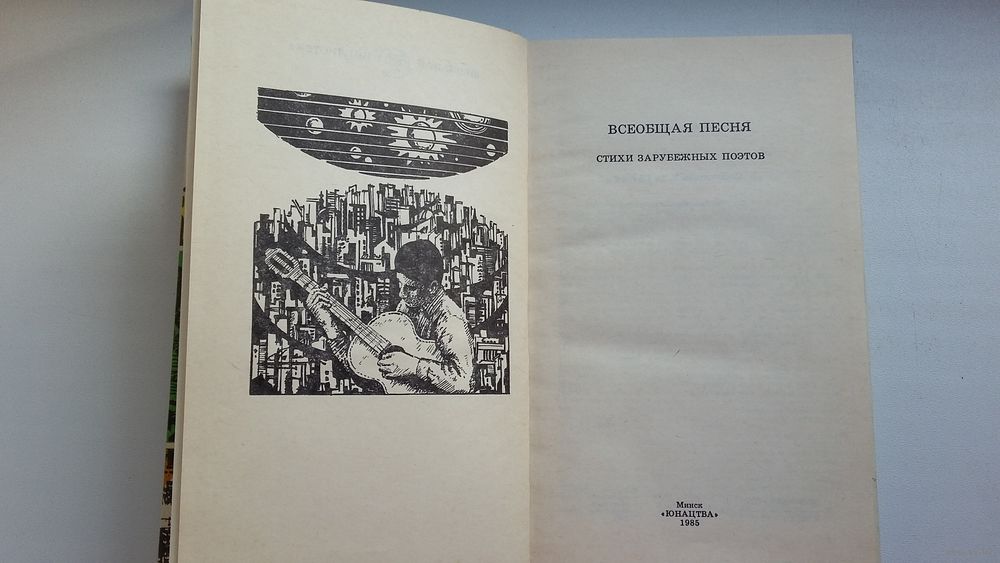 ВСЕОБЩАЯ ПЕСНЯ
СТИХИ ЗАРУБЕЖНЫХ ПОЭТОВ
Минск
«ЮНАЦТВА»
1985